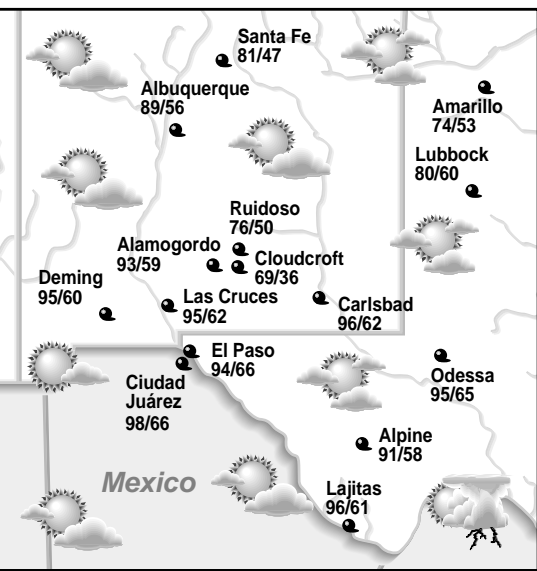 Santa Fe
81/47
Albuquerque
89/56
Amarillo
74/53
Lubbock
80/60
Ruidoso
76/50
Alamogordo
93/59
Cloudcroft
69/36
Deming
95/60
Las Cruces
95/62
Carlsbad
96/62
El Paso
94/66
Ciudad
Juárez
98/66
Odessa
95/65
Alpine
91/58
Mexico
Lajitas
96/61